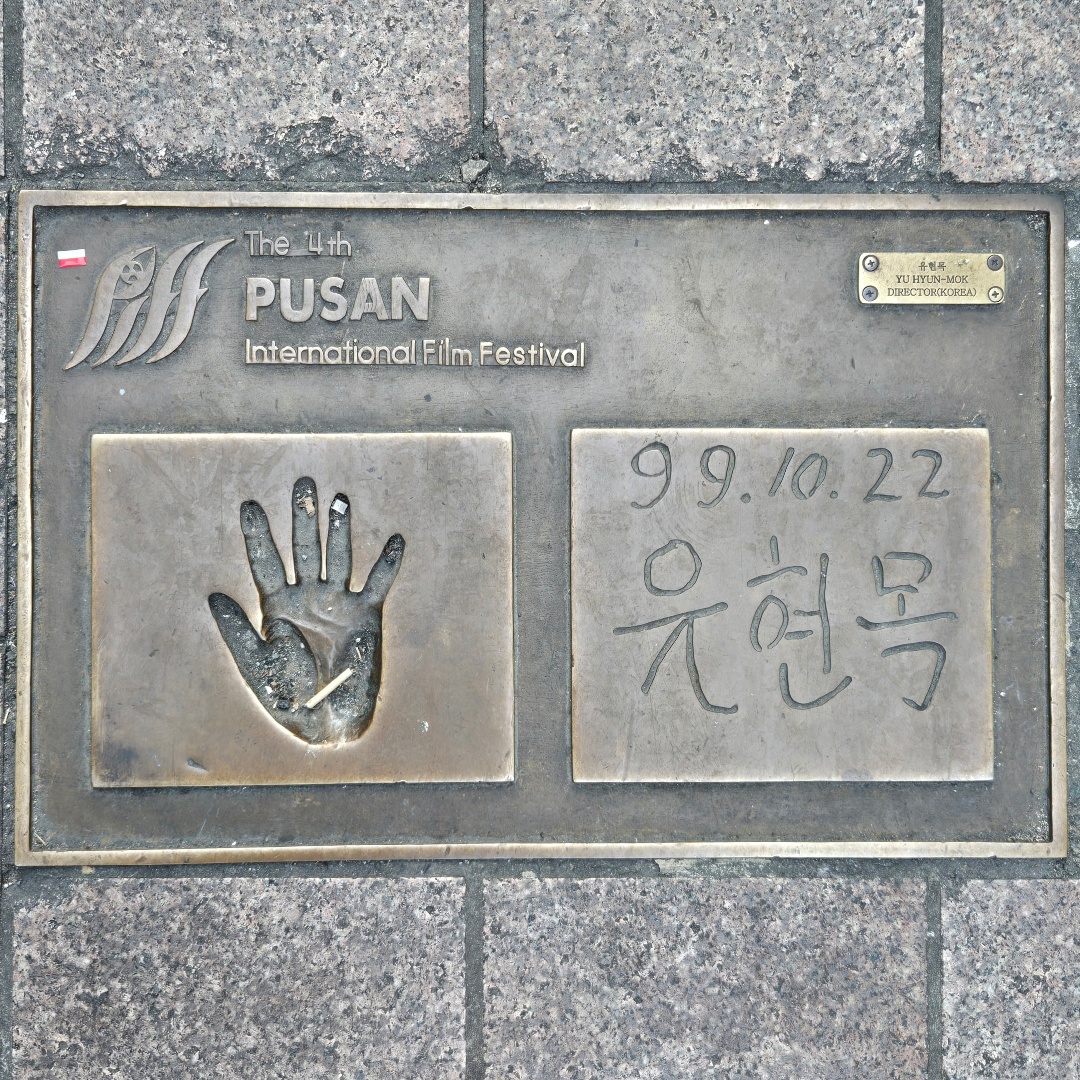 The 4th
PUSAN
International Film Festival
piff
유현목
YU HYUN-MOK
DIRECTOR(KOREA)
99.10.22
유현목